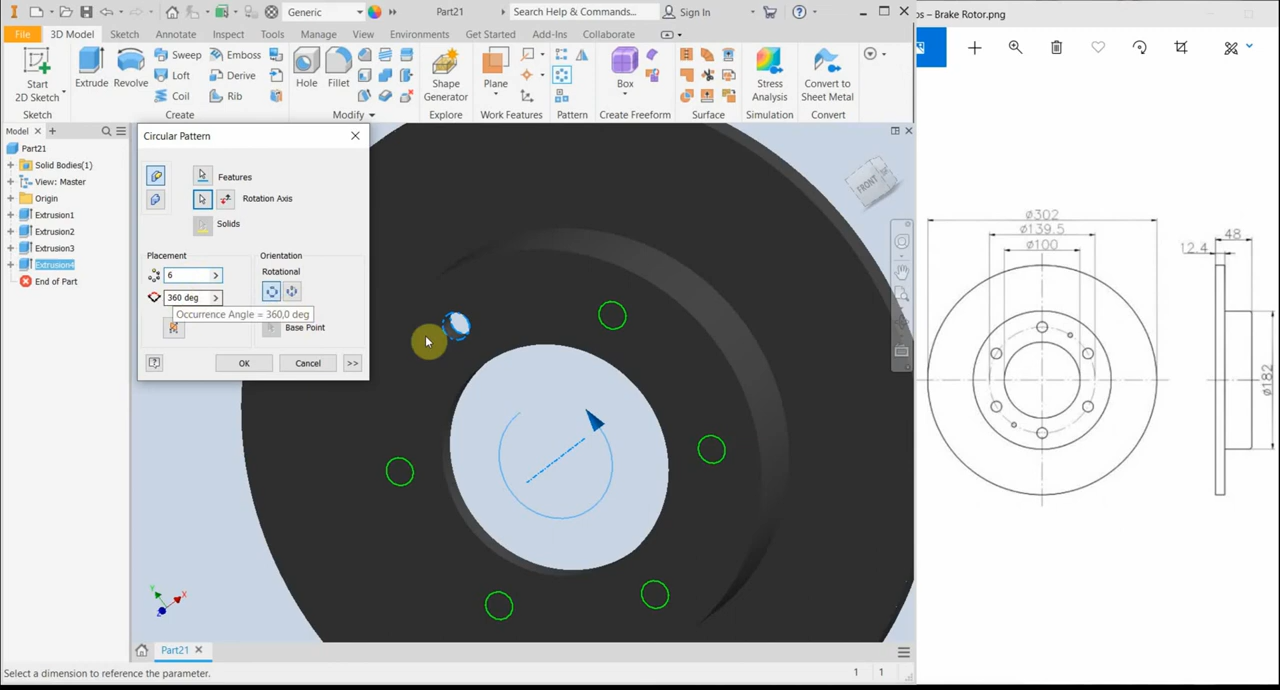 Generic
Part21
Search Help & Commands...
Sign In
os – Brake Rotor.png
File
3D Model
Sketch
Annotate
Inspect
Tools
Manage
View
Environments
Get Started
Add-Ins
Collaborate
Start
2D Sketch
Extrude
Revolve
Sweep
Emboss
Loft
Derive
Coil
Rib
Hole
Fillet
Shape
Generator
Plane
Box
Stress
Analysis
Convert to
Sheet Metal
Sketch
Create
Modify
Explore
Work Features
Pattern
Create Freeform
Surface
Simulation
Convert
Model
Part21
Solid Bodies(1)
View: Master
Origin
Extrusion1
Extrusion2
Extrusion3
Extrusion4
End of Part
Circular Pattern
Features
Rotation Axis
Solids
Placement
Orientation
6
Rotational
360 deg
Occurrence Angle = 360,0 deg
Base Point
OK
Cancel
>>
FRONT
Y
X
Z
Ø302
Ø139.5
Ø100
48
12.4
Ø182
Part21
Select a dimension to reference the parameter.
1
1